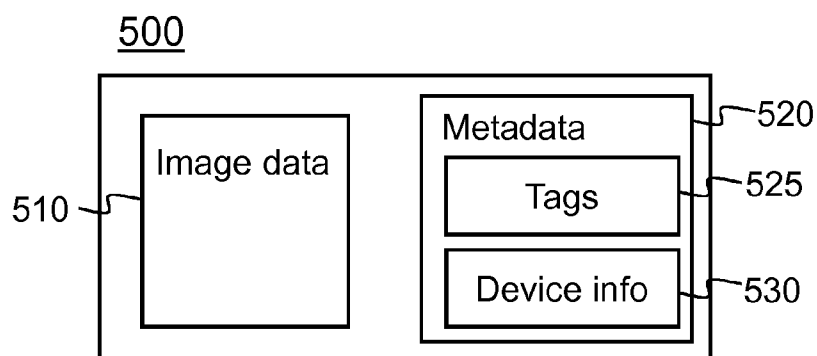 500
Metadata
520
Image data
525
Tags
510
Device info
530